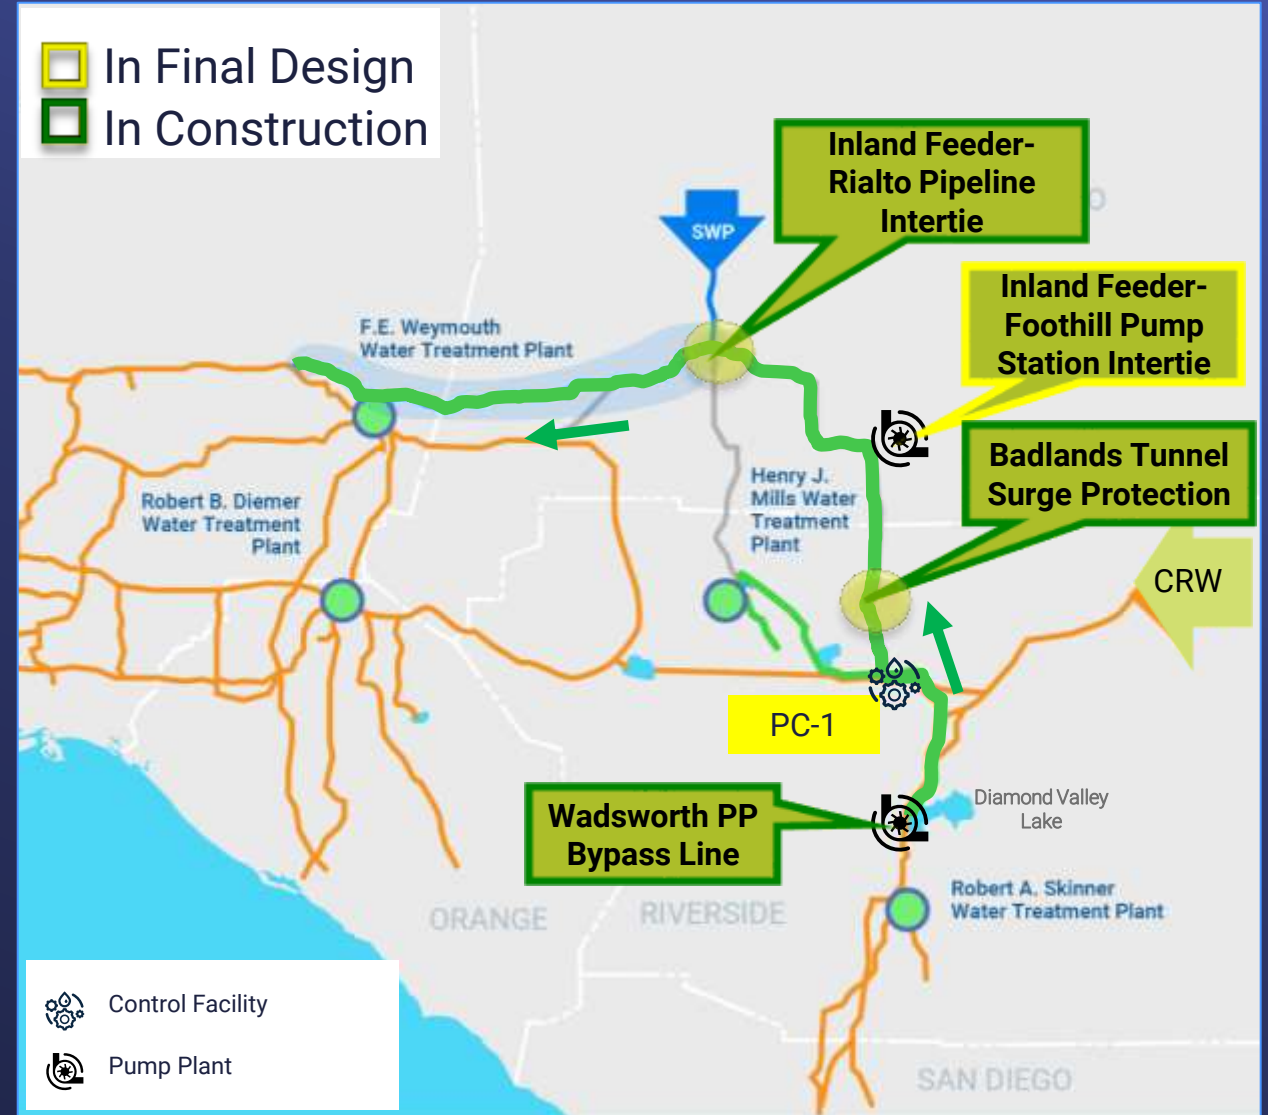 In Final Design
In Construction
Inland Feeder-
Rialto Pipeline
Intertie
SWP
Inland Feeder-
Foothill Pump
Station Intertie
F.E. Weymouth
Water Treatment Plant
Badlands Tunnel
Surge Protection
Henry J.
Mills Water
Treatment
Plant
Robert B. Diemer
Water Treatment
Plant
CRW
PC-1
Diamond Valley
Lake
Wadsworth PP
Bypass Line
Robert A. Skinner
Water Treatment Plant
ORANGE
RIVERSIDE
SAN DIEGO
Control Facility
Pump Plant